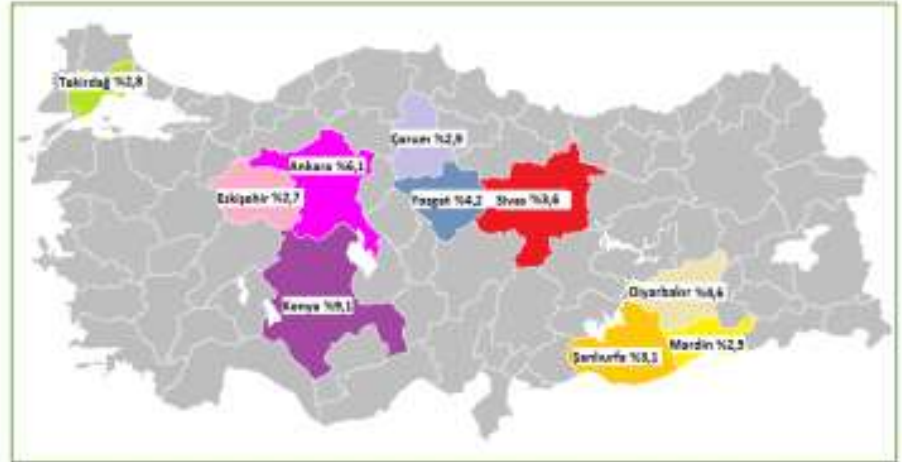 Tekirdağ %2,8
Çorum %2,9
Ankara %6,1
Eskişehir %2,7
Yozgat %4,2
Sivas %3,6
Konya %9,1
Diyarbakır %4,6
Mardin %2,9
Şanlıurfa %3,1